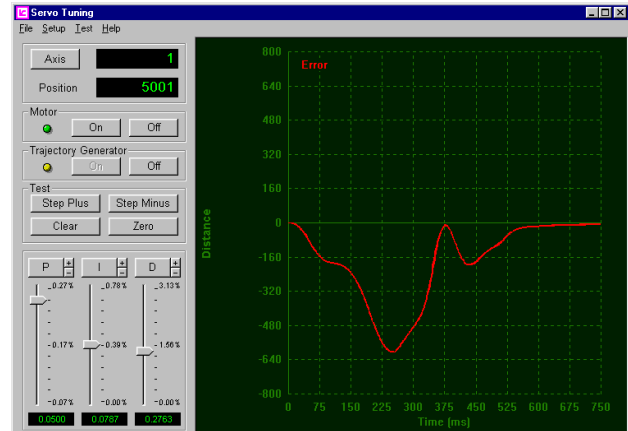 Servo Tuning
File Setup Test Help
Axis 1
Position 5001
Motor
On Off
Trajectory Generator
On Off
Test
Step Plus Step Minus
Clear Zero
P + - I + - D + -
0.27% 0.78% 3.13%
0.17% 0.39% 1.56%
0.07% 0.00% 0.00%
0.0500 0.0787 0.2763
Error
800
640
480
320
160
0
-160
-320
-480
-640
-800
Distance
0 75 150 225 300 375 450 525 600 675 750
Time (ms)